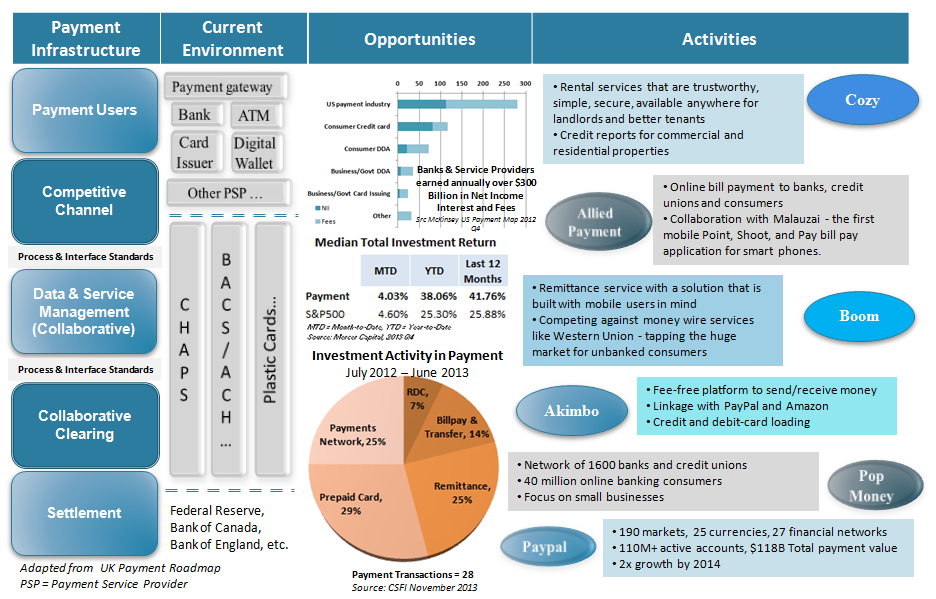 Payment
Infrastructure
Current
Environment
Opportunities
Activities
Payment Users
Competitive
Channel
Process & Interface Standards
Data & Service
Management
(Collaborative)
Process & Interface Standards
Collaborative
Clearing
Settlement
Adapted from UK Payment Roadmap
PSP = Payment Service Provider
Payment gateway
Bank
ATM
Card
Issuer
Digital
Wallet
Other PSP ...
C H A P S
B A C S / A C H ...
Plastic Cards...
Federal Reserve,
Bank of Canada,
Bank of England, etc.
0 50 100 150 200 250 300
US payment industry
Consumer Credit card
Consumer DDA
Business/Govt DDA
Business/Govt Card Issuing
Other
NII
Fees
Banks & Service Providers
earned annually over $300
Billion in Net Income
Interest and Fees
Src McKinsey US Payment Map 2012
Q4
Median Total Investment Return
MTD YTD Last 12
Months
Payment 4.03% 38.06% 41.76%
S&P500 4.60% 25.30% 25.88%
MTD = Month-to-Date, YTD = Year-to-Date
Source: Mercer Capital, 2013 Q4
Investment Activity in Payment
July 2012 – June 2013
RDC,
7%
Billpay &
Transfer, 14%
Remittance,
25%
Prepaid Card,
29%
Payments
Network, 25%
Payment Transactions = 28
Source: CSFI November 2013
• Rental services that are trustworthy,
simple, secure, available anywhere for
landlords and better tenants
• Credit reports for commercial and
residential properties
Cozy
Allied
Payment
• Online bill payment to banks, credit
unions and consumers
• Collaboration with Malauzai - the first
mobile Point, Shoot, and Pay bill pay
application for smart phones.
• Remittance service with a solution that is
built with mobile users in mind
• Competing against money wire services
like Western Union - tapping the huge
market for unbanked consumers
Boom
Akimbo
• Fee-free platform to send/receive money
• Linkage with PayPal and Amazon
• Credit and debit-card loading
• Network of 1600 banks and credit unions
• 40 million online banking consumers
• Focus on small businesses
Pop
Money
Paypal
• 190 markets, 25 currencies, 27 financial networks
• 110M+ active accounts, $118B Total payment value
• 2x growth by 2014